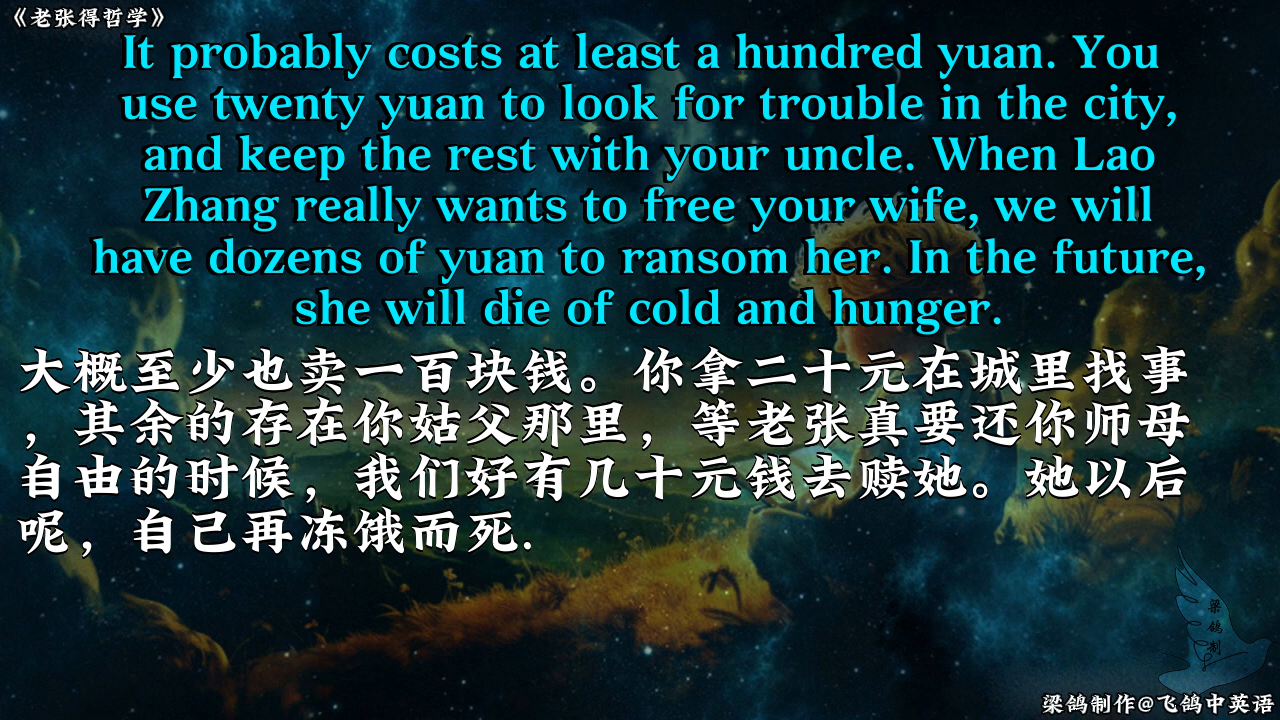 《老张得哲学》
It probably costs at least a hundred yuan. You
use twenty yuan to look for trouble in the city,
and keep the rest with your uncle. When Lao
Zhang really wants to free your wife, we will
have dozens of yuan to ransom her. In the future,
she will die of cold and hunger.
大概至少也卖一百块钱。你拿二十元在城里找事
，其余的存在你姑父那里，等老张真要还你师母
自由的时候，我们好有几十元钱去赎她。她以后
呢，自己再冻饿而死.
梁
鸽
制
梁鸽制作@飞鸽中英语